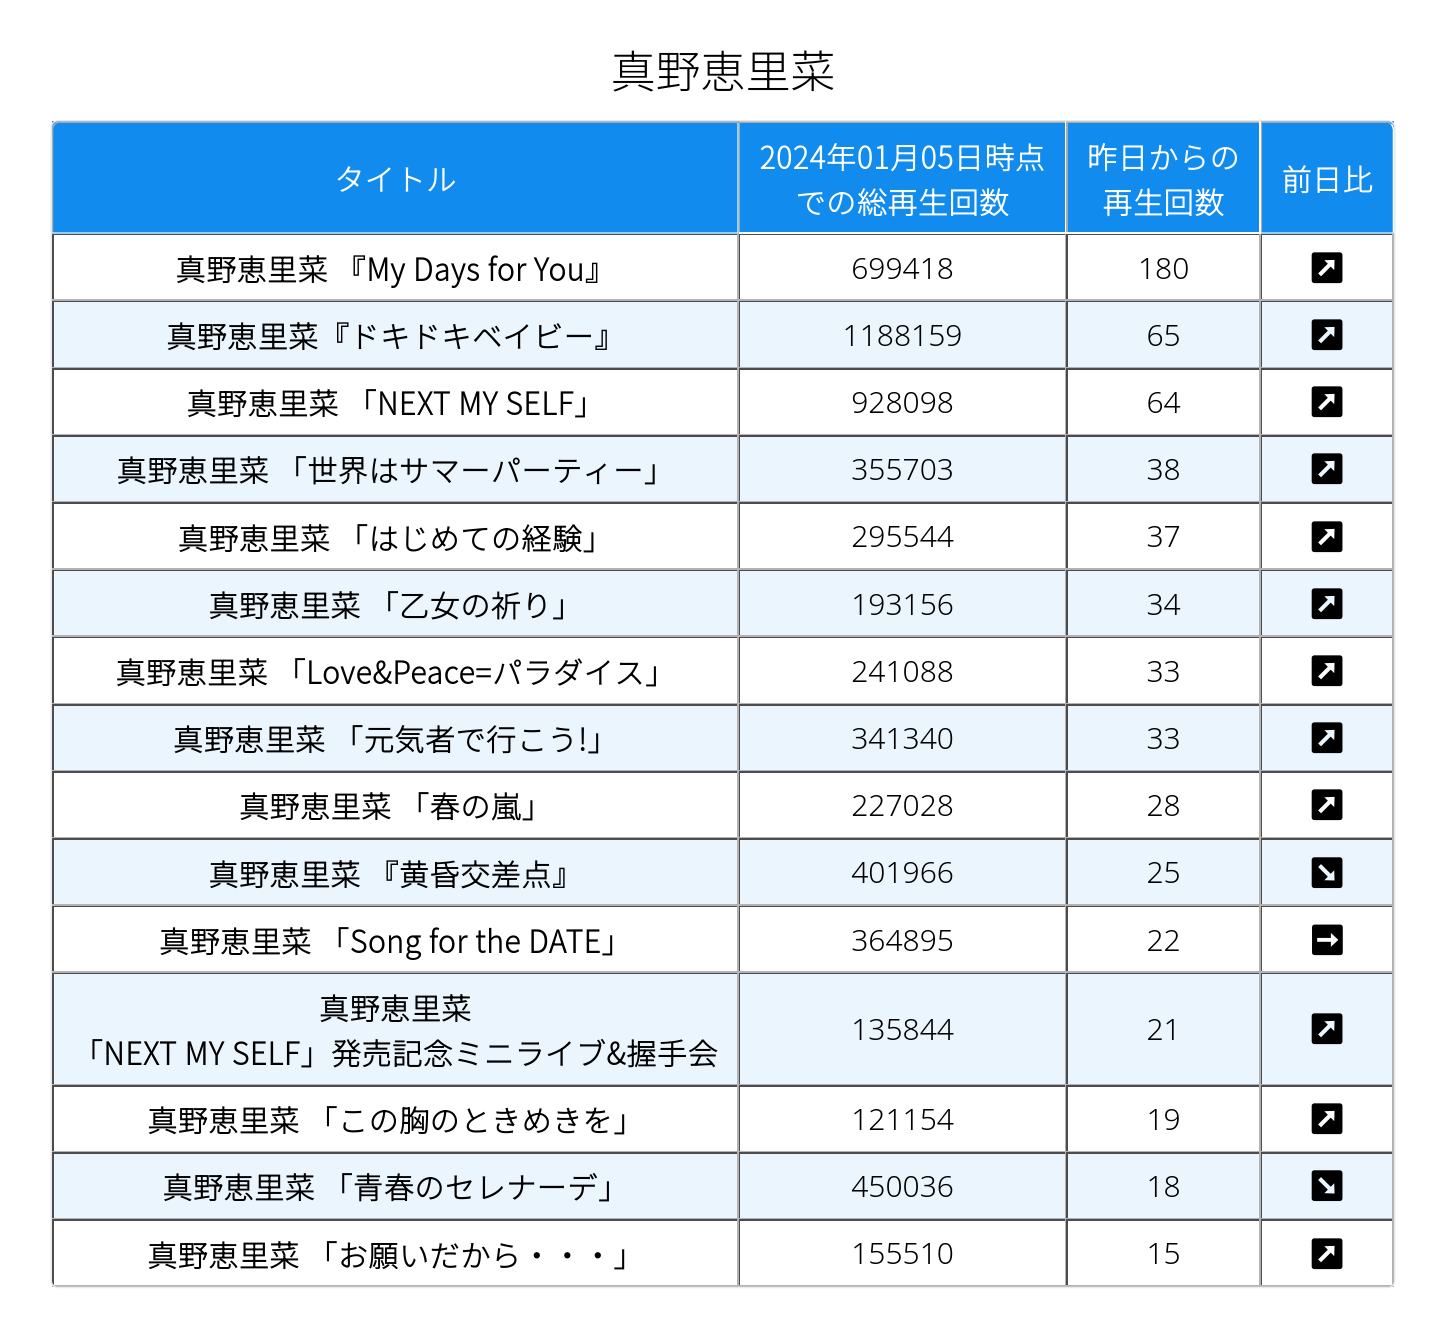 真野恵里菜
タイトル 2024年01月05日時点での総再生回数 昨日からの再生回数 前日比
真野恵里菜 『My Days for You』 699418 180 ↗
真野恵里菜『ドキドキベイビー』 1188159 65 ↗
真野恵里菜 「NEXT MY SELF」 928098 64 ↗
真野恵里菜 「世界はサマーパーティー」 355703 38 ↗
真野恵里菜 「はじめての経験」 295544 37 ↗
真野恵里菜 「乙女の祈り」 193156 34 ↗
真野恵里菜 「Love&Peace=パラダイス」 241088 33 ↗
真野恵里菜 「元気者で行こう!」 341340 33 ↗
真野恵里菜 「春の嵐」 227028 28 ↗
真野恵里菜 『黄昏交差点』 401966 25 ↘
真野恵里菜 「Song for the DATE」 364895 22 →
真野恵里菜
「NEXT MY SELF」発売記念ミニライブ&握手会 135844 21 ↗
真野恵里菜 「この胸のときめきを」 121154 19 ↗
真野恵里菜 「青春のセレナーデ」 450036 18 ↘
真野恵里菜 「お願いだから・・・」 155510 15 ↗